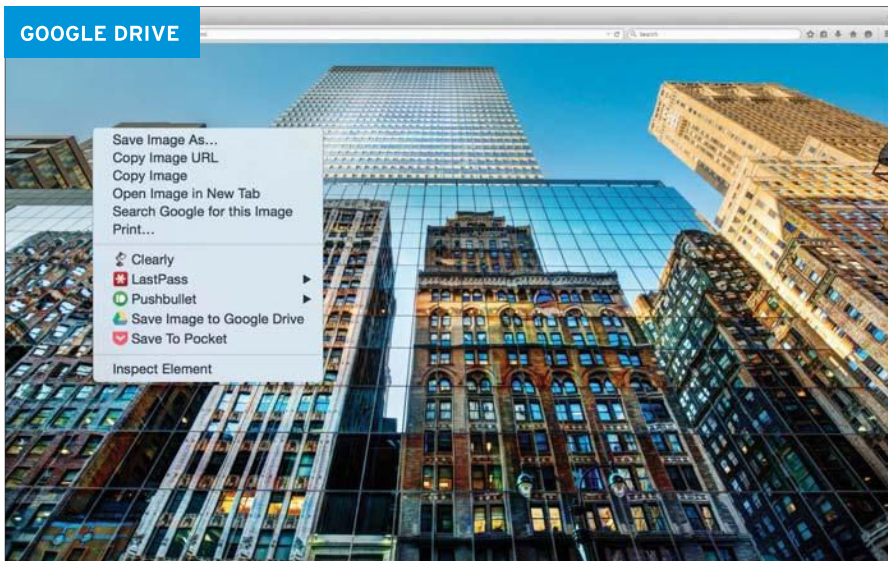 GOOGLE DRIVE
Search
Save Image As...
Copy Image URL
Copy Image
Open Image in New Tab
Search Google for this Image
Print...
Clearly
LastPass
Pushbullet
Save Image to Google Drive
Save To Pocket
Inspect Element